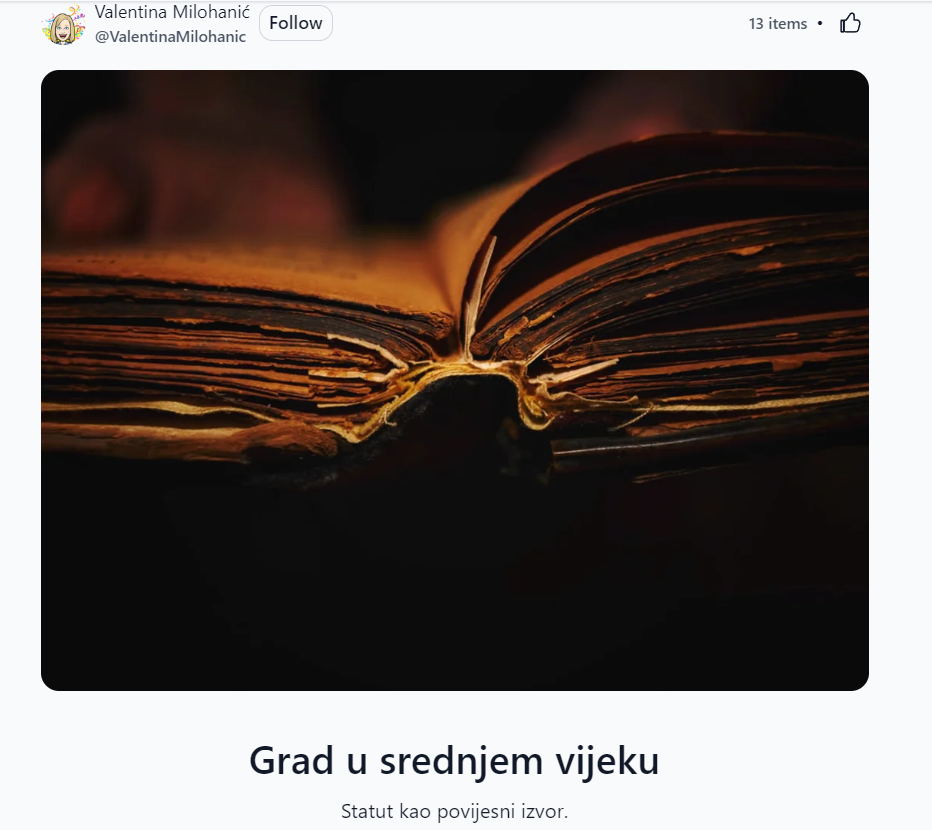 Valentina Milohanić
@ValentinaMilohanic
Follow
13 items •
Grad u srednjem vijeku
Statut kao povijesni izvor.